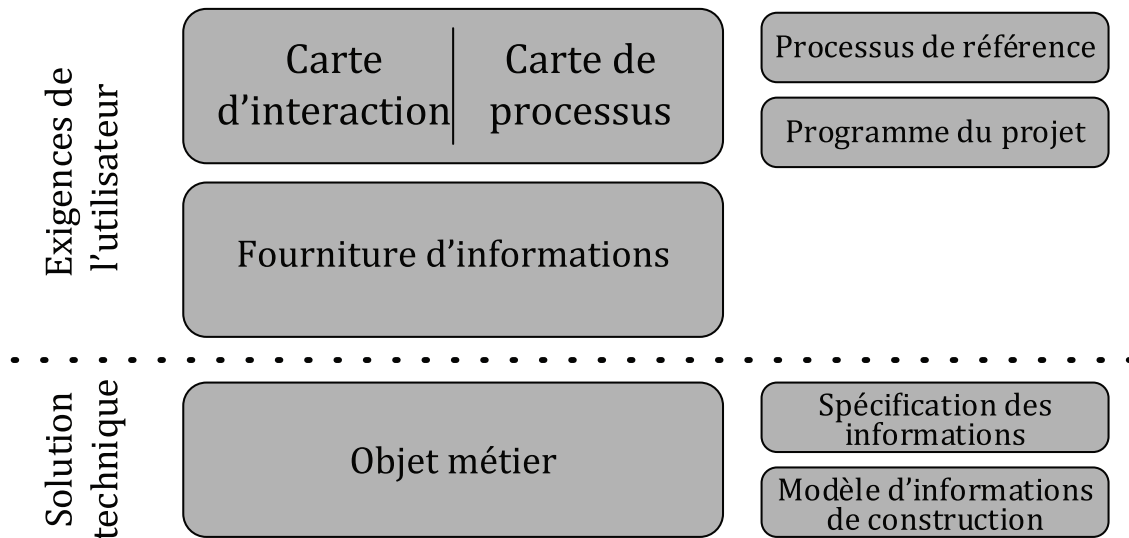 Exigences de
l'utilisateur
Carte
d'interaction
Carte de
processus
Processus de référence
Programme du projet
Fourniture d'informations
Solution
technique
Objet métier
Spécification des
informations
Modèle d'informations
de construction